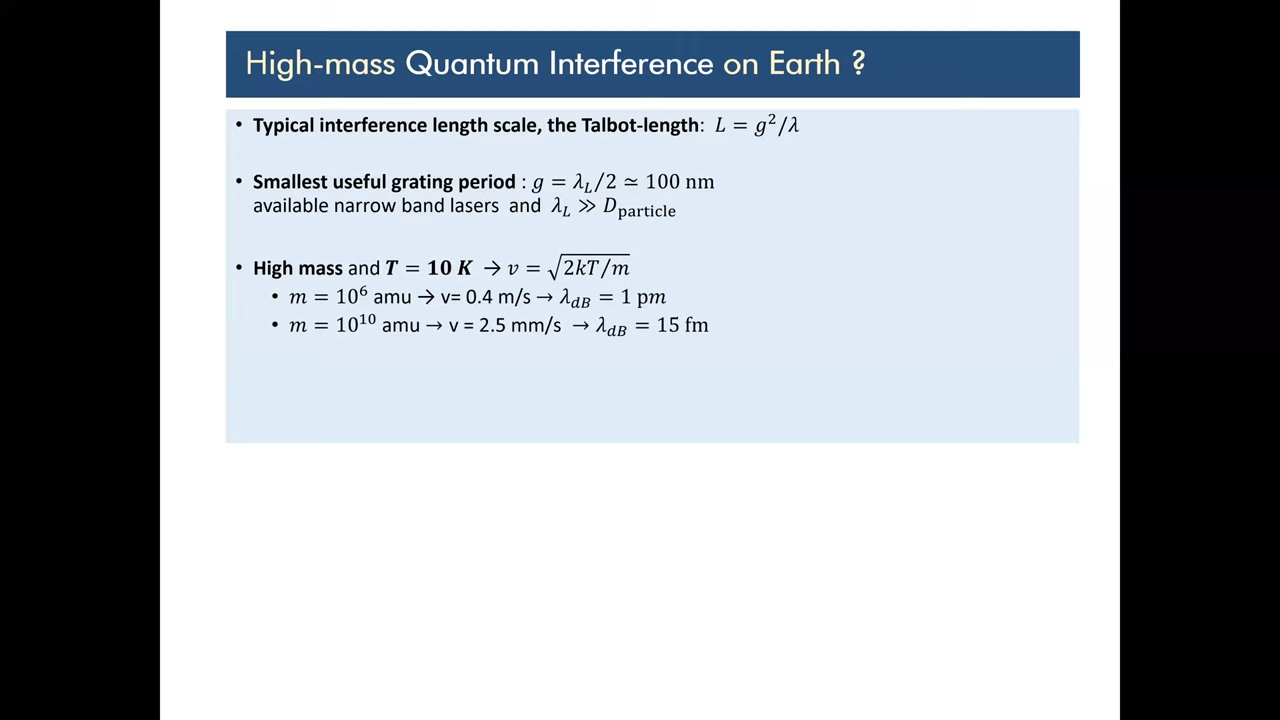 High-mass Quantum Interference on Earth ?
• Typical interference length scale, the Talbot-length: L = g²/λ
• Smallest useful grating period : g = λ_L/2 ≃ 100 nm
available narrow band lasers and λ_L ≫ D_particle
• High mass and T = 10 K → v = √(2kT/m)
• m = 10⁶ amu → v= 0.4 m/s → λ_dB = 1 pm
• m = 10¹⁰ amu → v = 2.5 mm/s → λ_dB = 15 fm